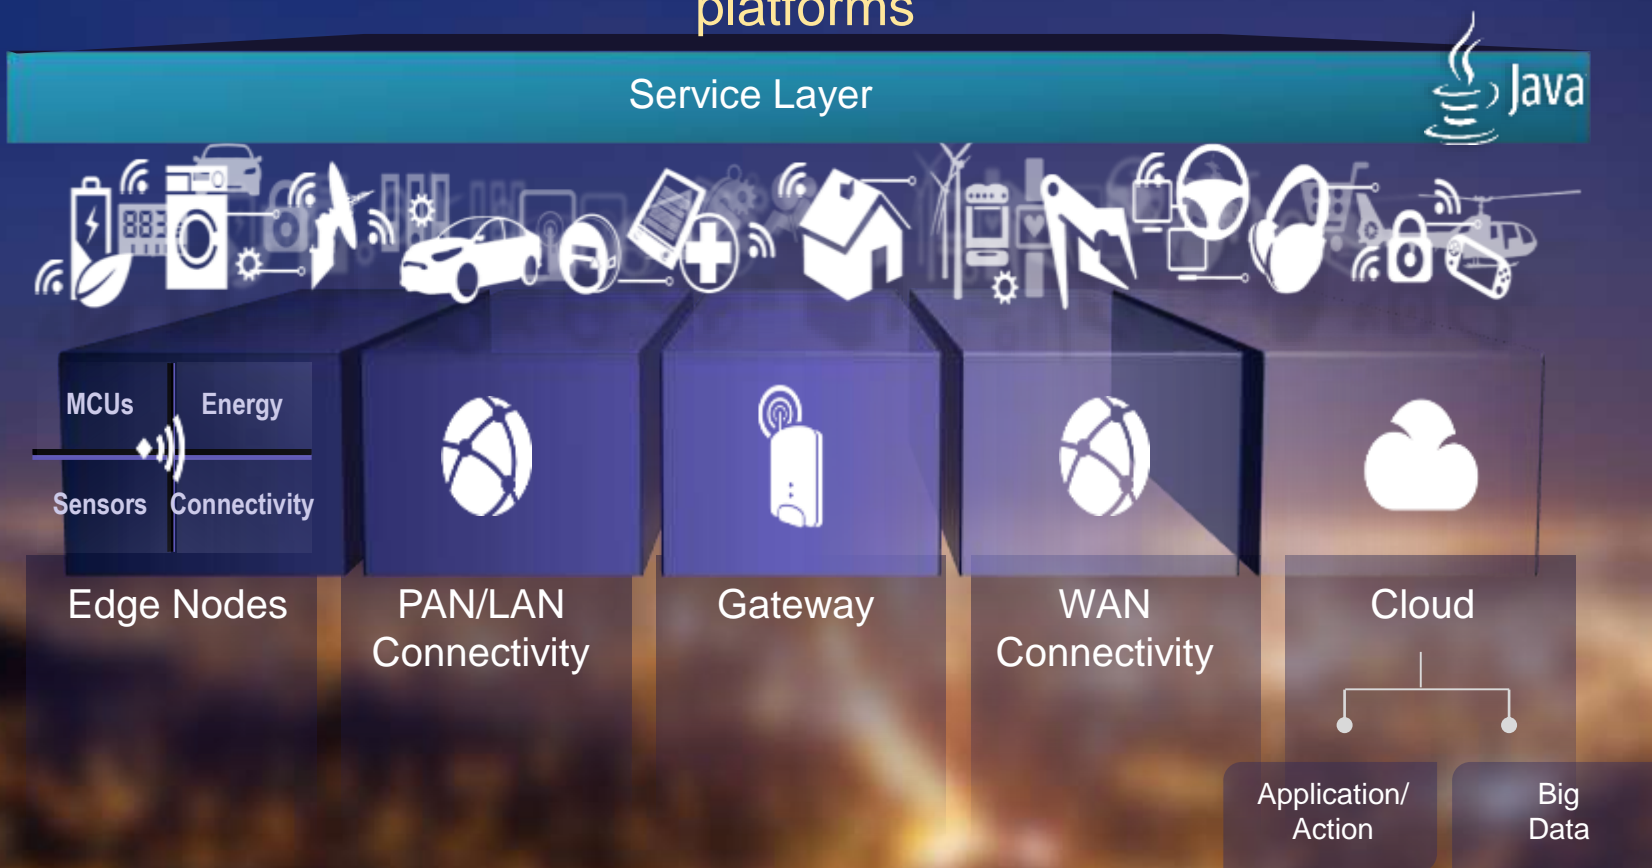 platforms
Service Layer
Java
MCUs
Energy
Sensors
Connectivity
Edge Nodes
PAN/LAN
Connectivity
Gateway
WAN
Connectivity
Cloud
Application/
Action
Big
Data